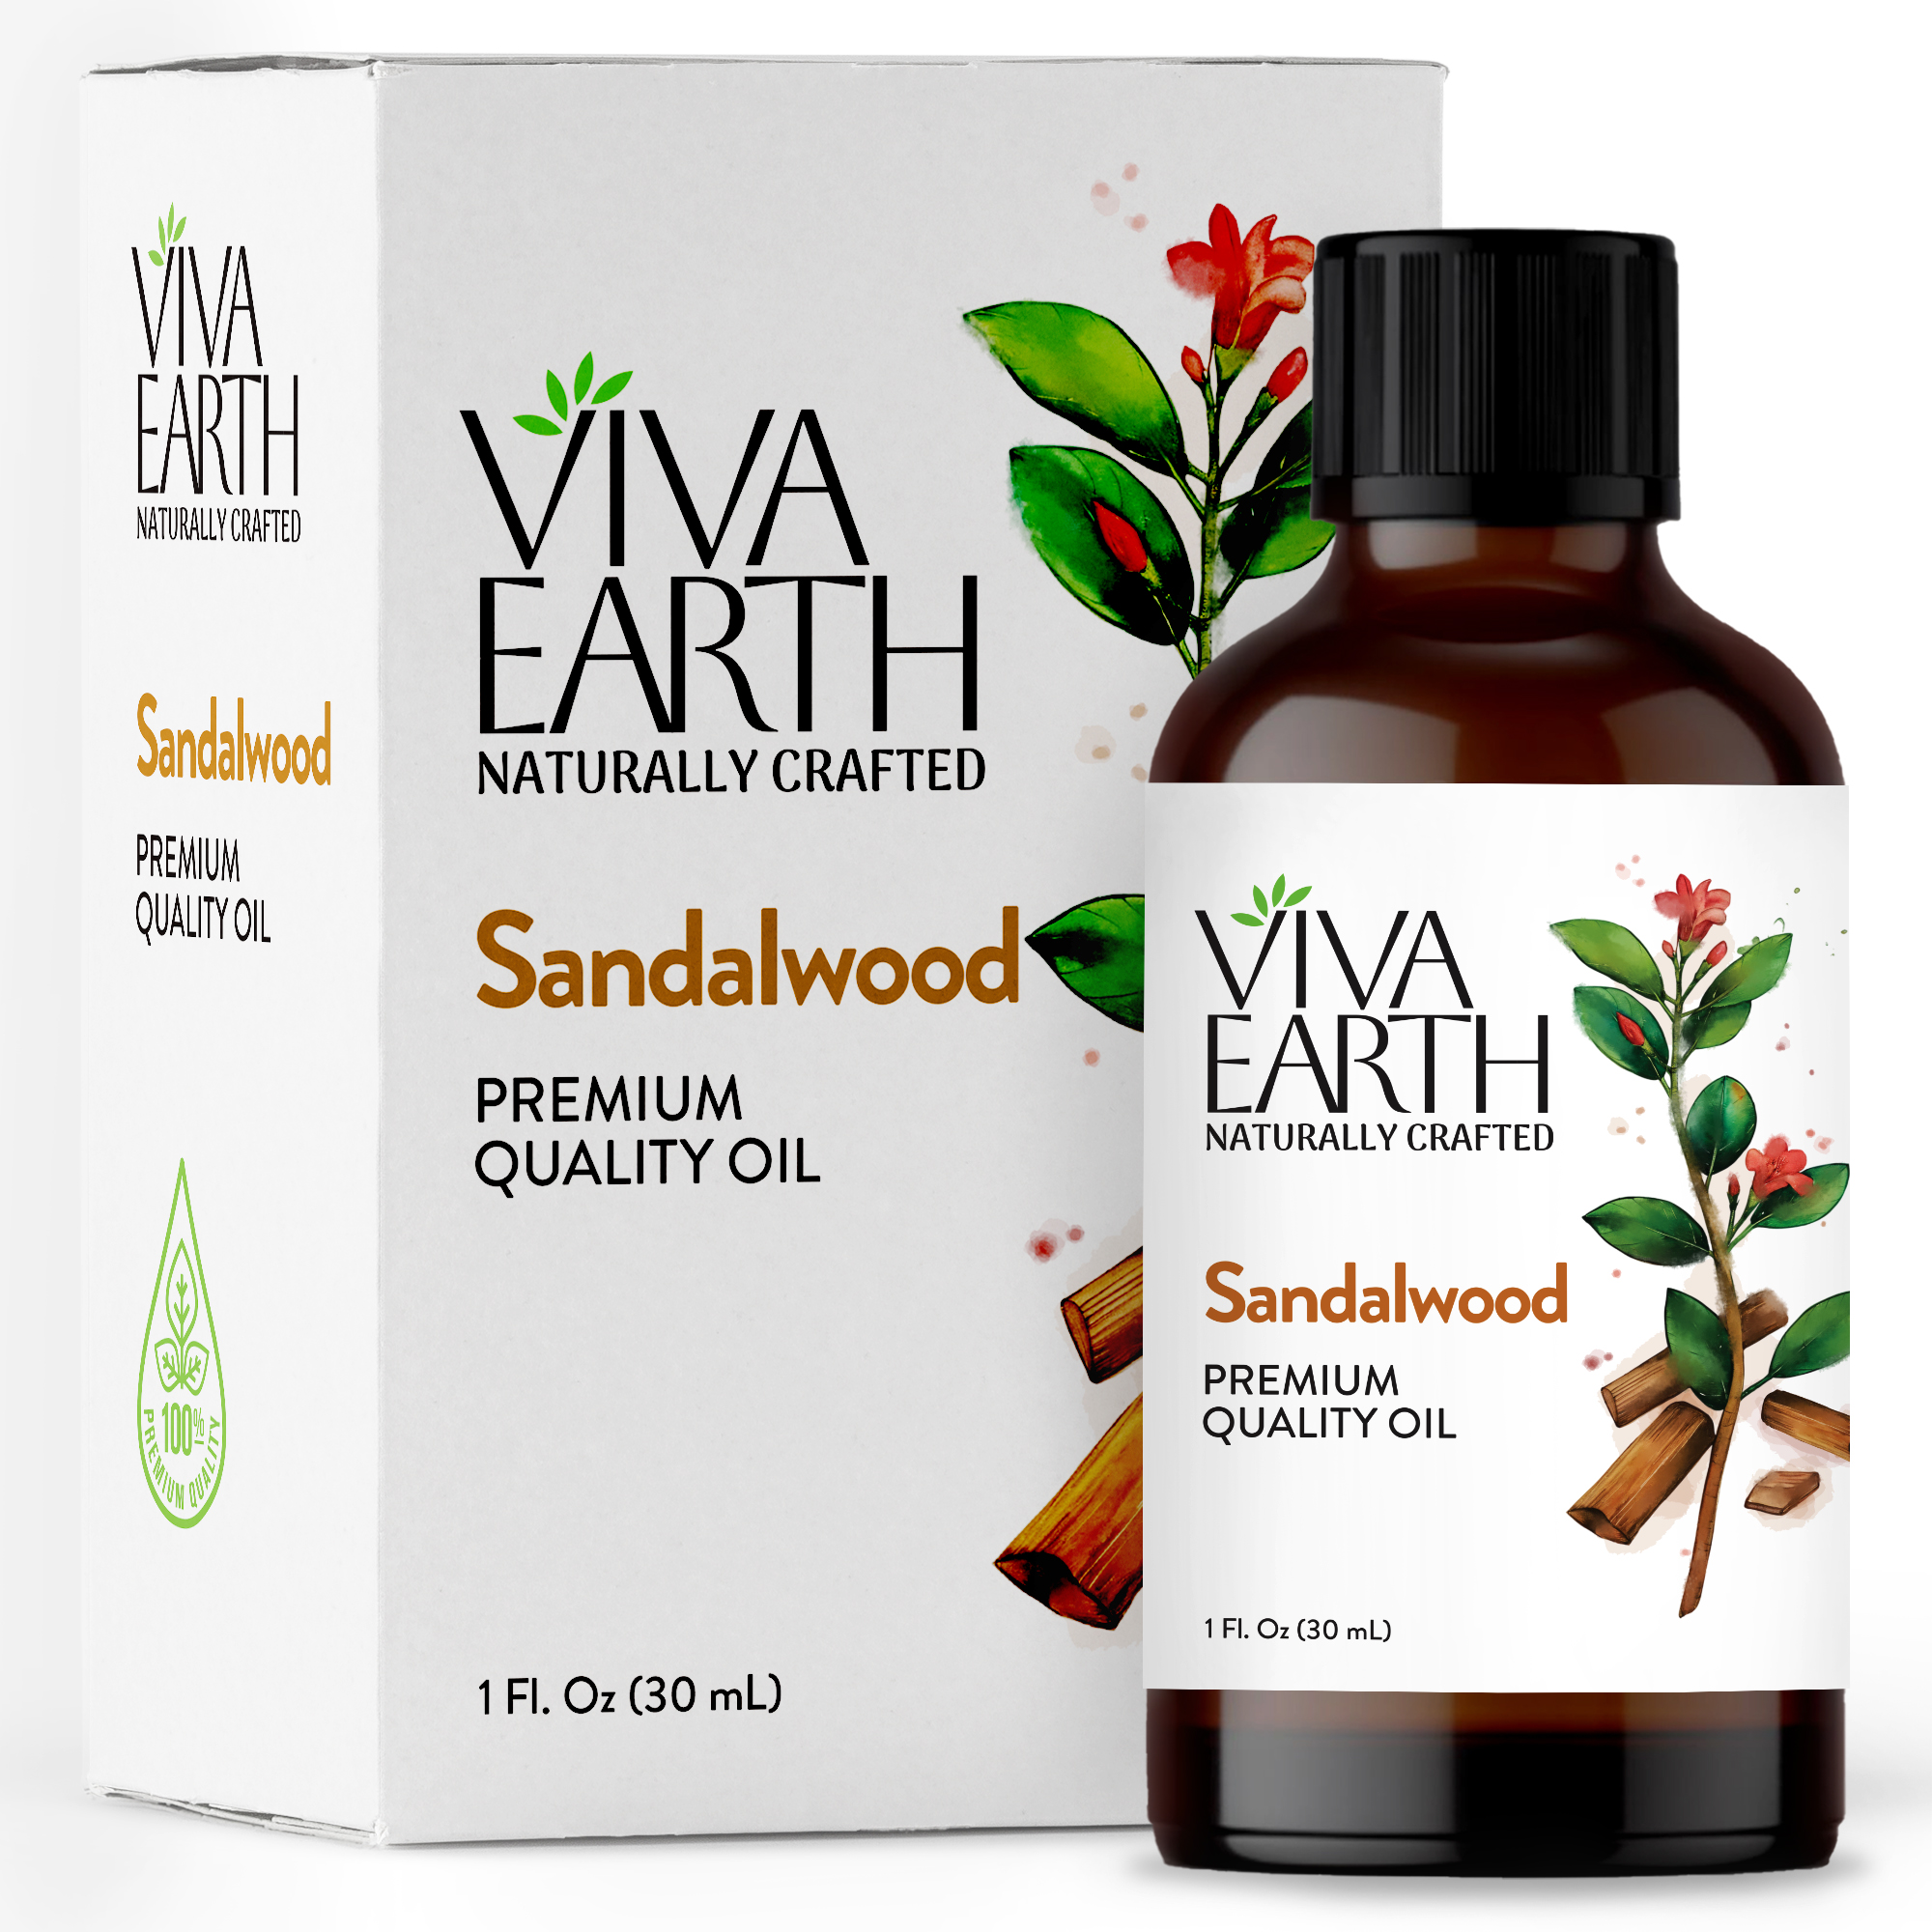 VIVA
EARTH
NATURALLY CRAFTED
Sandalwood
PREMIUM
QUALITY OIL
100%
PREMIUM QUALITY
VIVA
EARTH
NATURALLY CRAFTED
Sandalwood
PREMIUM
QUALITY OIL
1 Fl. Oz (30 mL)
VIVA
EARTH
NATURALLY CRAFTED
Sandalwood
PREMIUM
QUALITY OIL
1 Fl. Oz (30 mL)